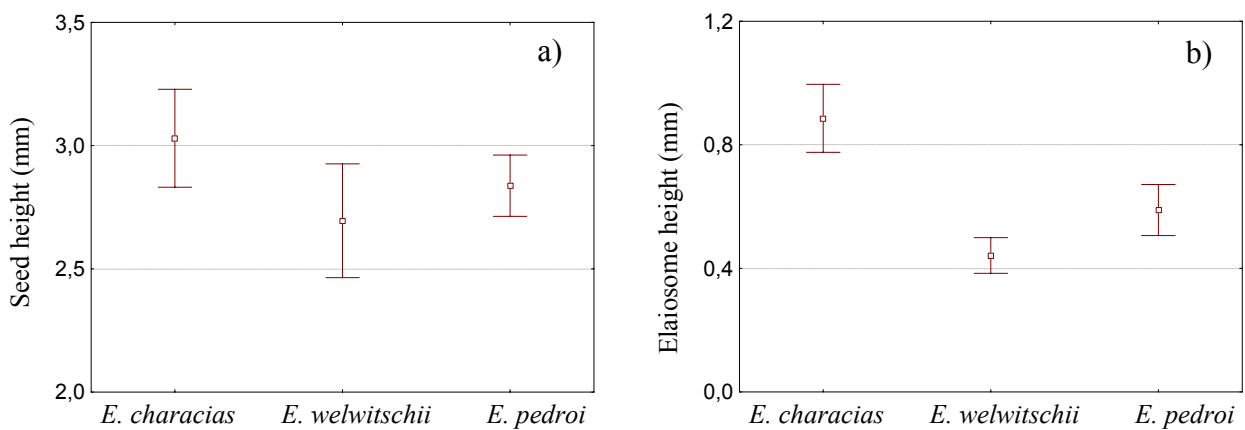 a)
Seed height (mm)
3,5
3,0
2,5
2,0
E. characias E. welwitschii E. pedroi
b)
Elaiosome height (mm)
1,2
0,8
0,4
0,0
E. characias E. welwitschii E. pedroi